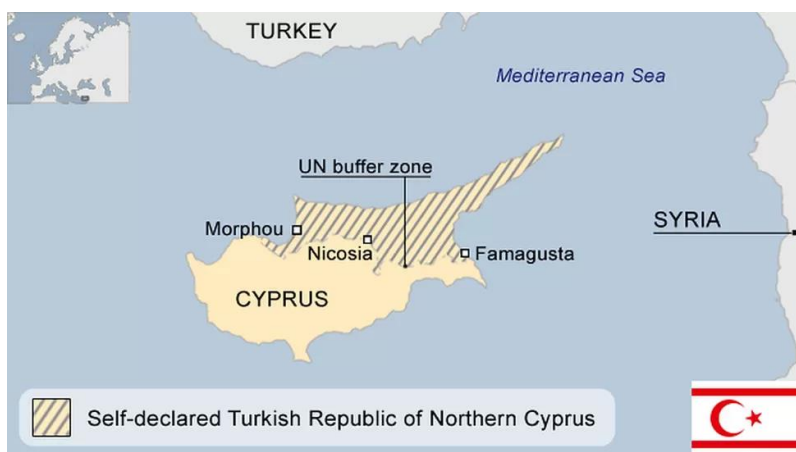 TURKEY
Mediterranean Sea
UN buffer zone
Morphou
SYRIA
Nicosia
Famagusta
CYPRUS
Self-declared Turkish Republic of Northern Cyprus